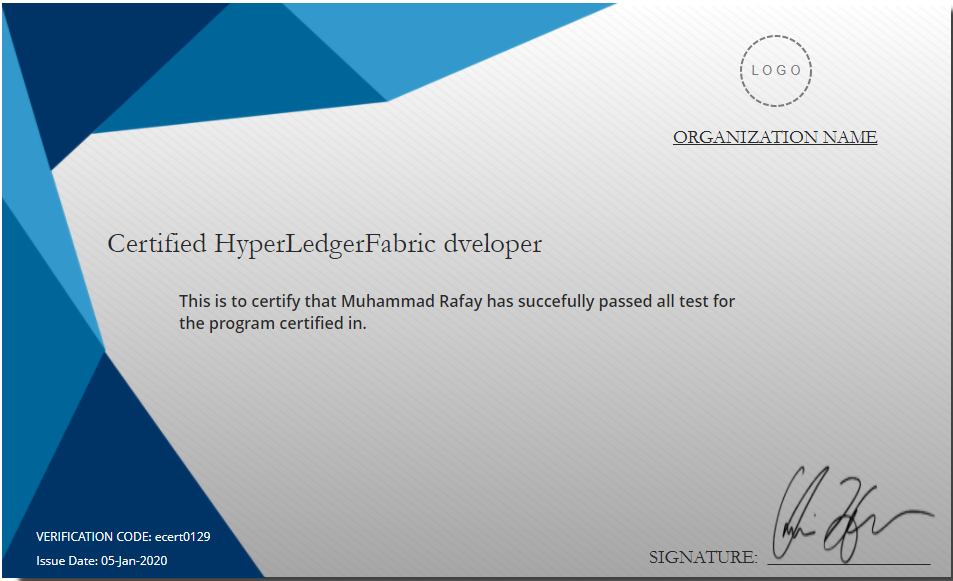 LOGO
ORGANIZATION NAME
Certified HyperLedgerFabric dveloper
This is to certify that Muhammad Rafay has succefully passed all test for
the program certified in.
VERIFICATION CODE: ecert0129
Issue Date: 05-Jan-2020
SIGNATURE: